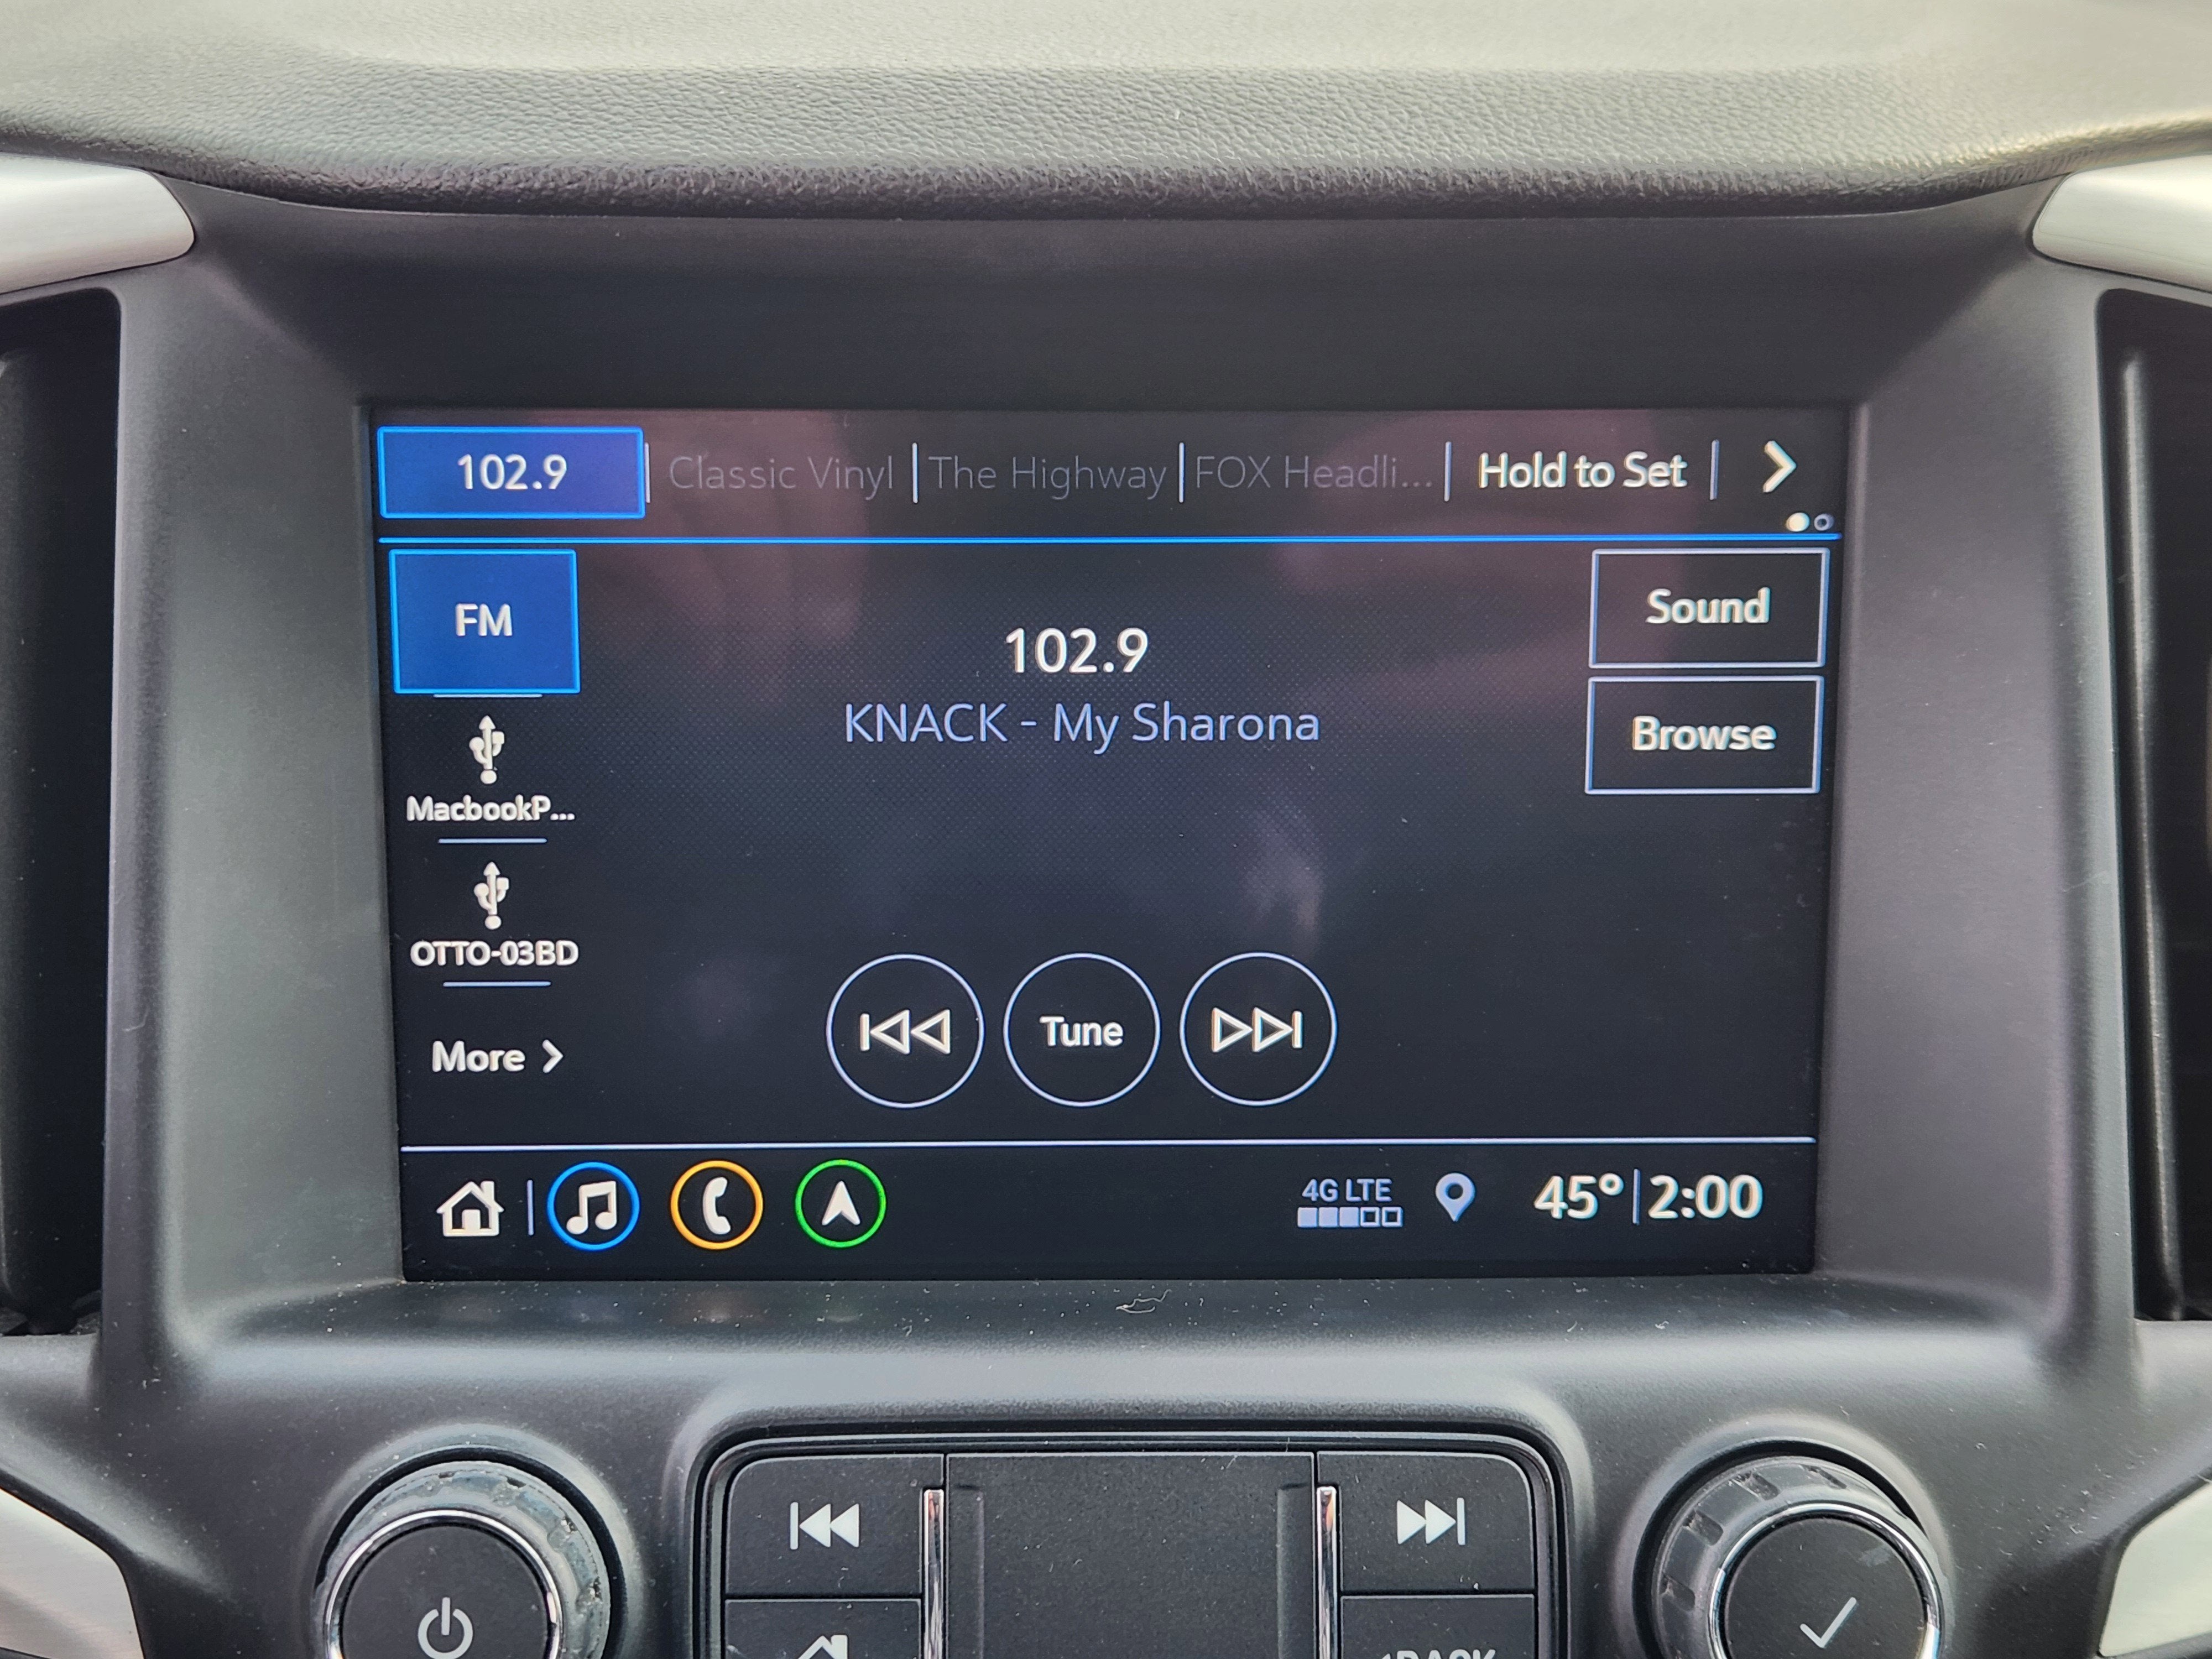 102.9
Classic Vinyl
The Highway
FOX Headli...
Hold to Set
FM
Sound
102.9
KNACK - My Sharona
Browse
MacbookP...
OTTO-03BD
More
Tune
4G LTE
45° 2:00
BACK